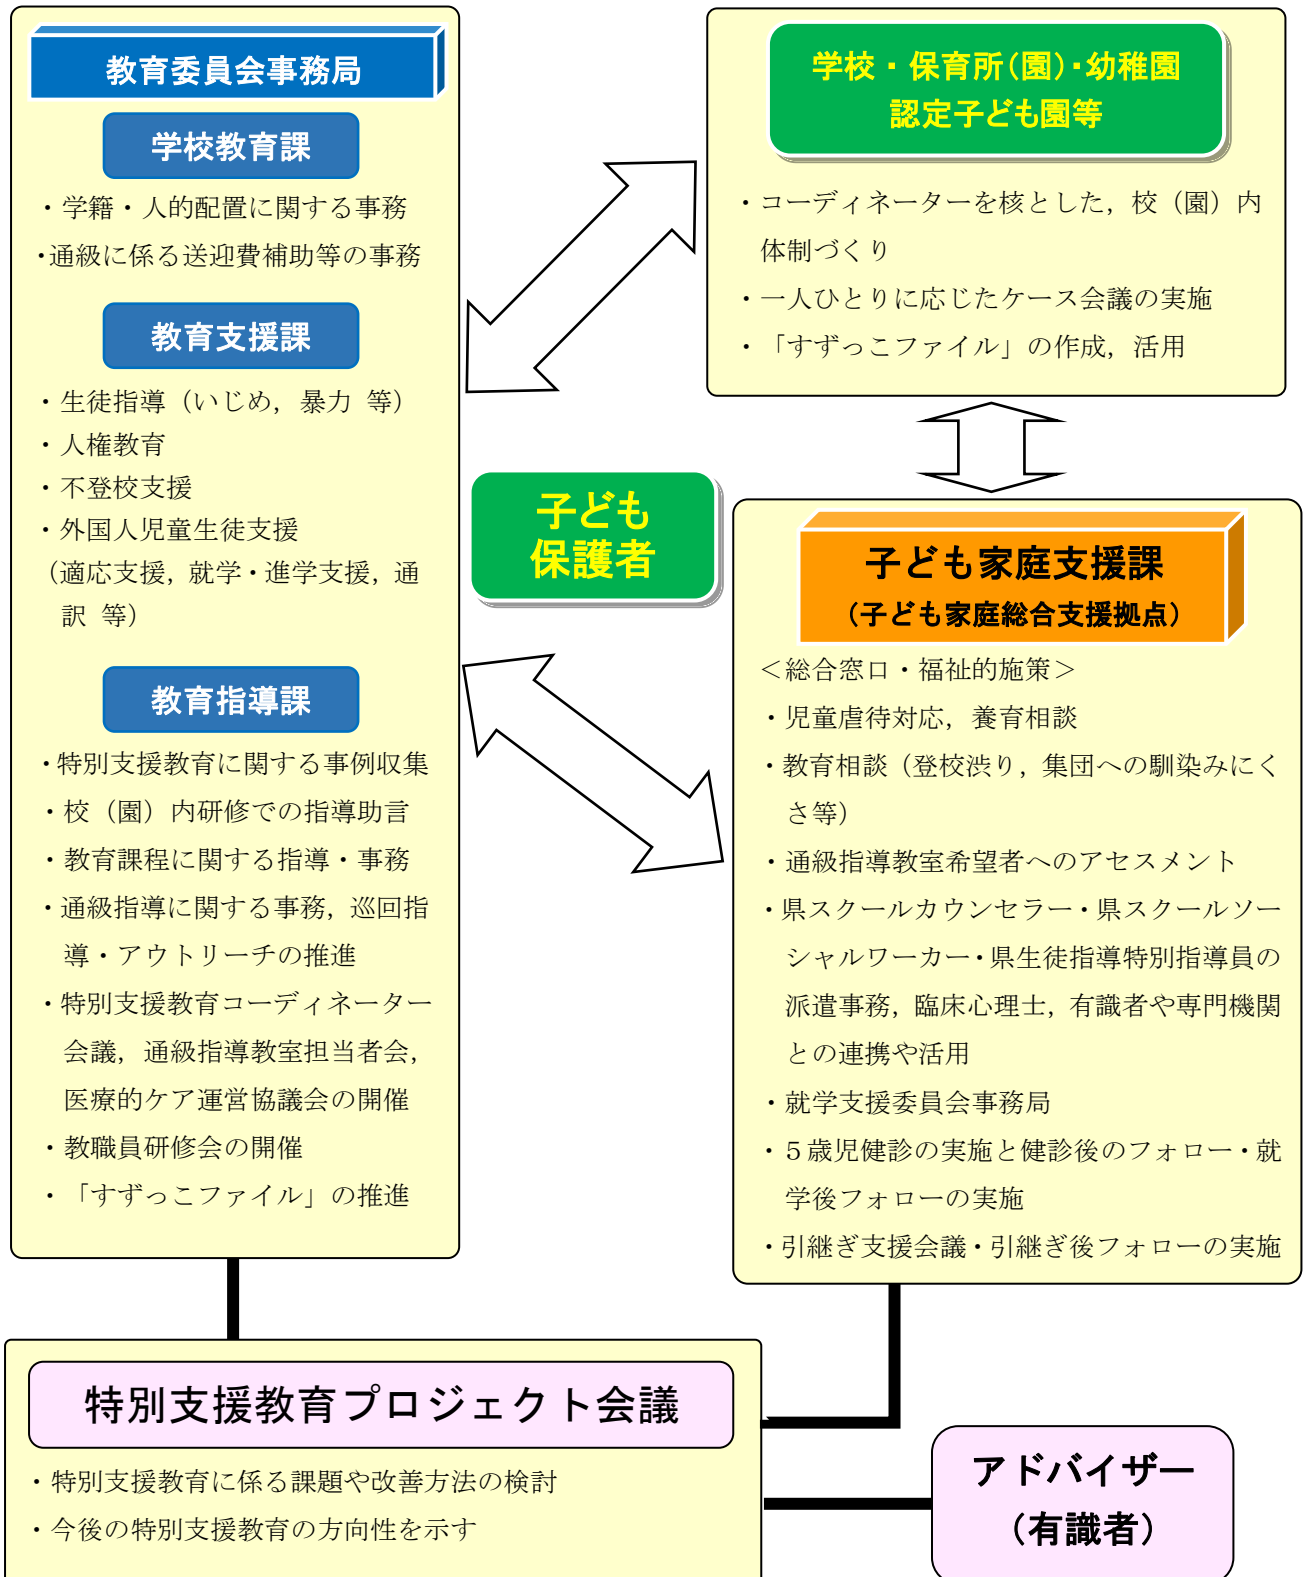 教育委員会事務局
学校教育課
・学籍・人的配置に関する事務
・通級に係る送迎費補助等の事務
教育支援課
・生徒指導（いじめ，暴力 等）
・人権教育
・不登校支援
・外国人児童生徒支援
（適応支援，就学・進学支援，通
訳 等）
教育指導課
・特別支援教育に関する事例収集
・校（園）内研修での指導助言
・教育課程に関する指導・事務
・通級指導に関する事務，巡回指
導・アウトリーチの推進
・特別支援教育コーディネーター
会議，通級指導教室担当者会，
医療的ケア運営協議会の開催
・教職員研修会の開催
・「すずっこファイル」の推進
学校・保育所(園)・幼稚園
認定子ども園等
・コーディネーターを核とした，校（園）内
体制づくり
・一人ひとりに応じたケース会議の実施
・「すずっこファイル」の作成，活用
子ども
保護者
子ども家庭支援課
（子ども家庭総合支援拠点）
＜総合窓口・福祉的施策＞
・児童虐待対応，養育相談
・教育相談（登校渋り，集団への馴染みにく
さ等）
・通級指導教室希望者へのアセスメント
・県スクールカウンセラー・県スクールソー
シャルワーカー・県生徒指導特別指導員の
派遣事務，臨床心理士，有識者や専門機関
との連携や活用
・就学支援委員会事務局
・５歳児健診の実施と健診後のフォロー・就
学後フォローの実施
・引継ぎ支援会議・引継ぎ後フォローの実施
特別支援教育プロジェクト会議
・特別支援教育に係る課題や改善方法の検討
・今後の特別支援教育の方向性を示す
アドバイザー
（有識者）